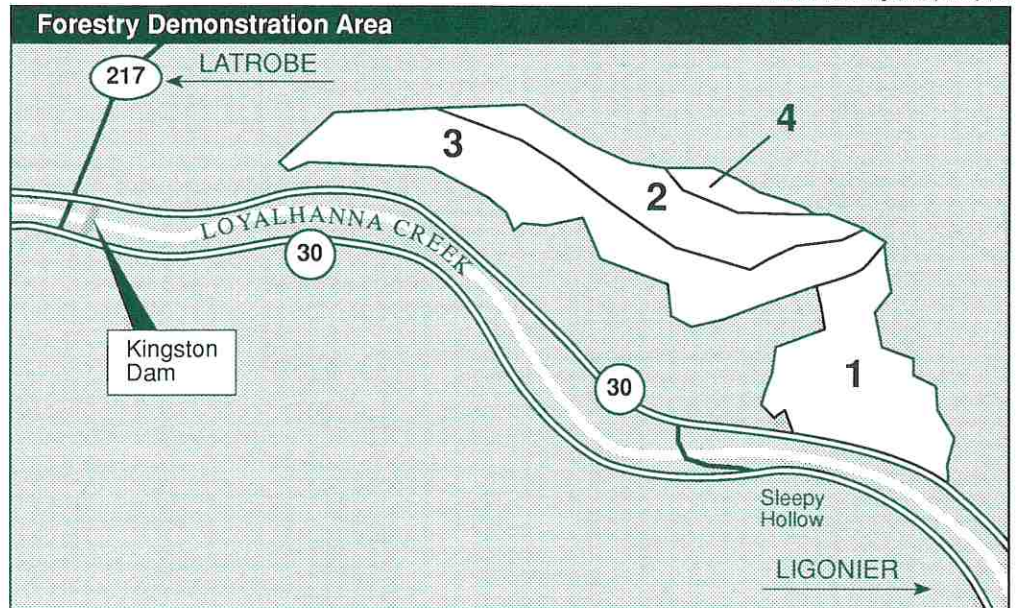 Forestry Demonstration Area
LATROBE
217
4
3
2
LOYALHANNA CREEK
30
Kingston
Dam
30
1
Sleepy
Hollow
LIGONIER